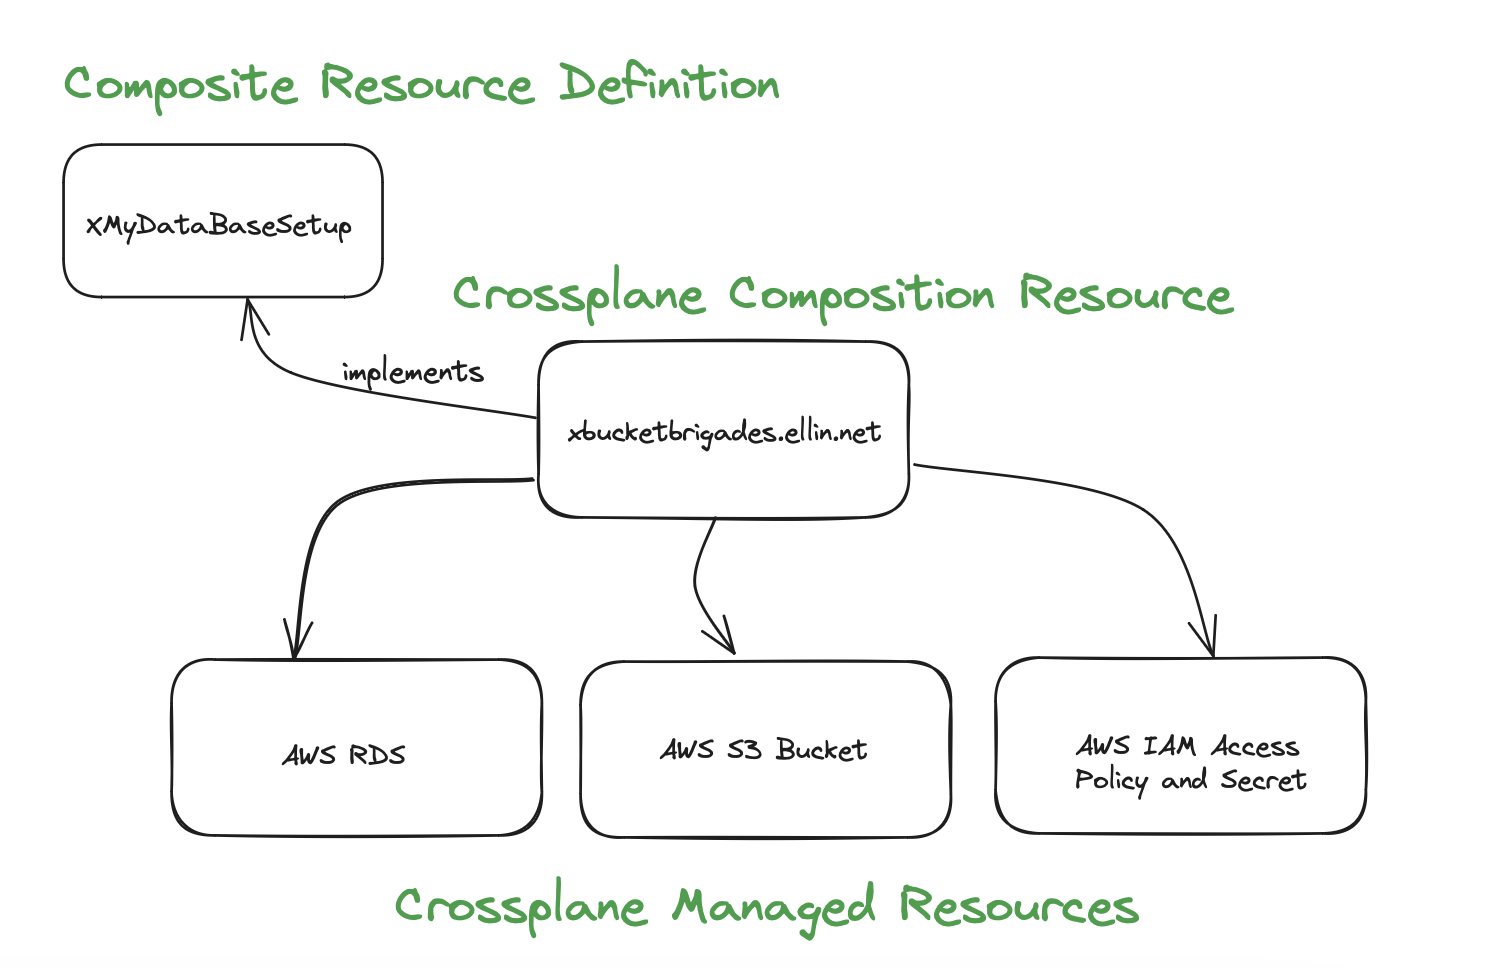 Composite Resource Definition
XMyDataBaseSetup
Crossplane Composition Resource
implements
xbucketbrigades.ellin.net
AWS RDS
AWS S3 Bucket
AWS IAM Access
Policy and Secret
Crossplane Managed Resources